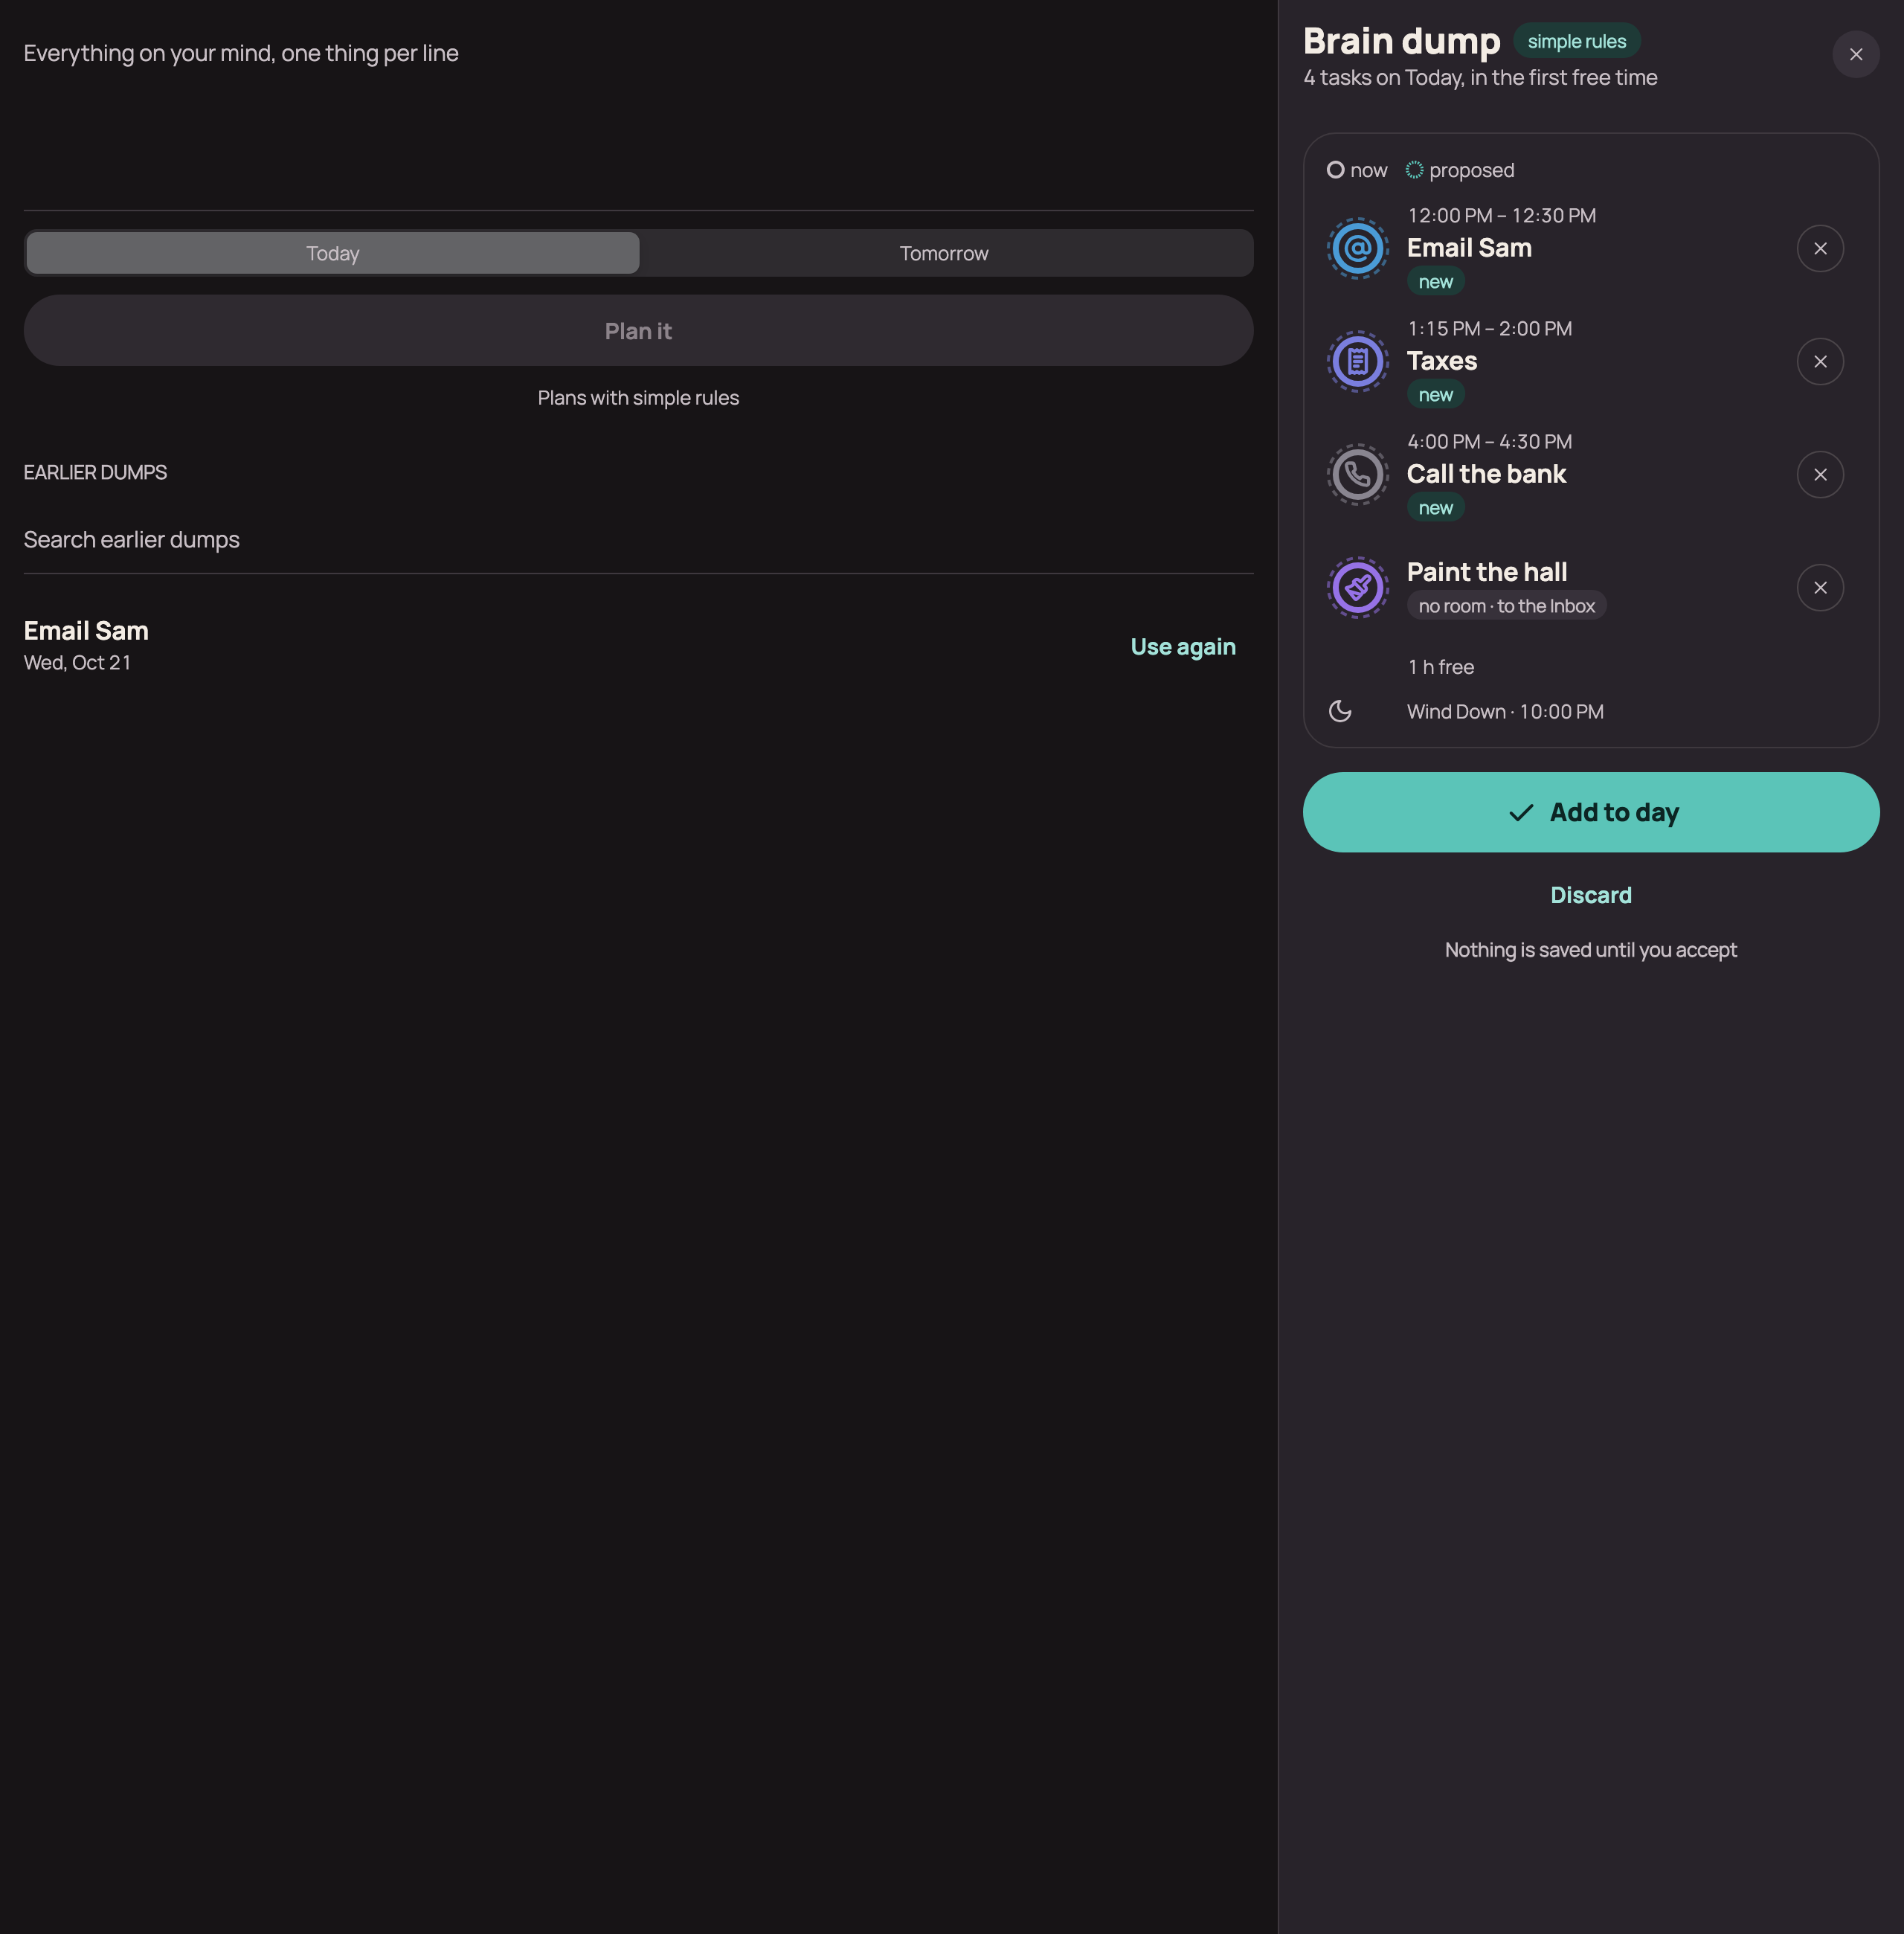 Everything on your mind, one thing per line
Today
Tomorrow
Plan it
Plans with simple rules
EARLIER DUMPS
Search earlier dumps
Email Sam
Wed, Oct 21
Use again
Brain dump
simple rules
4 tasks on Today, in the first free time
now
proposed
12:00 PM – 12:30 PM
Email Sam
new
1:15 PM – 2:00 PM
Taxes
new
4:00 PM – 4:30 PM
Call the bank
new
Paint the hall
no room · to the Inbox
1 h free
Wind Down · 10:00 PM
Add to day
Discard
Nothing is saved until you accept